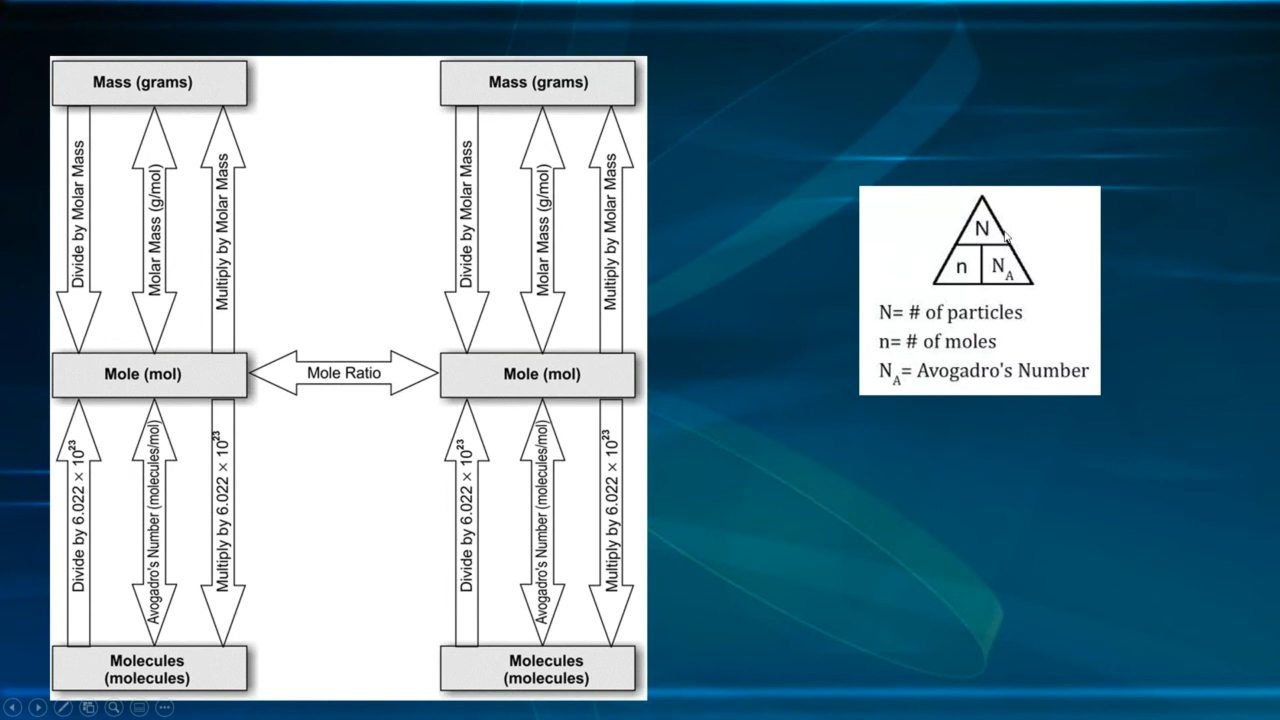 Mass (grams)
Mass (grams)
Divide by Molar Mass
Molar Mass (g/mol)
Multiply by Molar Mass
Divide by Molar Mass
Molar Mass (g/mol)
Multiply by Molar Mass
Mole (mol)
Mole Ratio
Mole (mol)
Divide by 6.022 × 10²³
Avogadro's Number (molecules/mol)
Multiply by 6.022 × 10²³
Divide by 6.022 × 10²³
Avogadro's Number (molecules/mol)
Multiply by 6.022 × 10²³
Molecules
(molecules)
Molecules
(molecules)
N
n N_A
N= # of particles
n= # of moles
N_A= Avogadro's Number